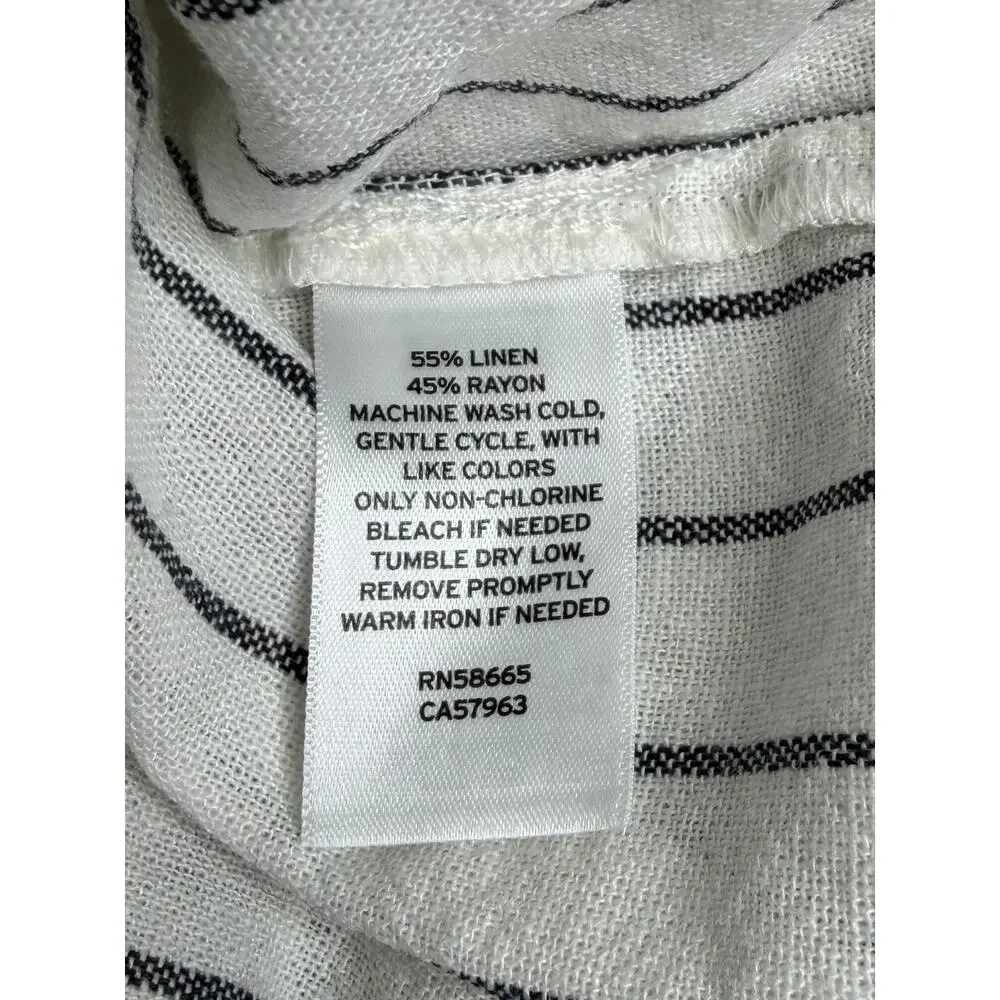 55% LINEN
45% RAYON
MACHINE WASH COLD,
GENTLE CYCLE, WITH
LIKE COLORS
ONLY NON-CHLORINE
BLEACH IF NEEDED
TUMBLE DRY LOW,
REMOVE PROMPTLY
WARM IRON IF NEEDED
RN58665
CA57963